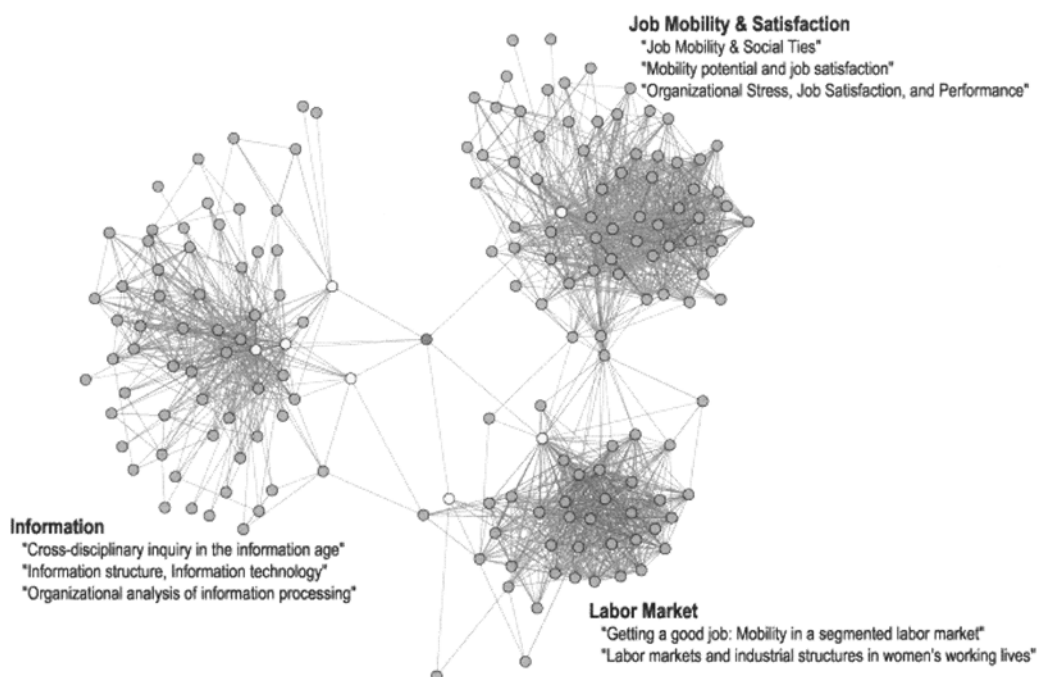 Job Mobility & Satisfaction
"Job Mobility & Social Ties"
"Mobility potential and job satisfaction"
"Organizational Stress, Job Satisfaction, and Performance"
Information
"Cross-disciplinary inquiry in the information age"
"Information structure, Information technology"
"Organizational analysis of information processing"
Labor Market
"Getting a good job: Mobility in a segmented labor market"
"Labor markets and industrial structures in women's working lives"